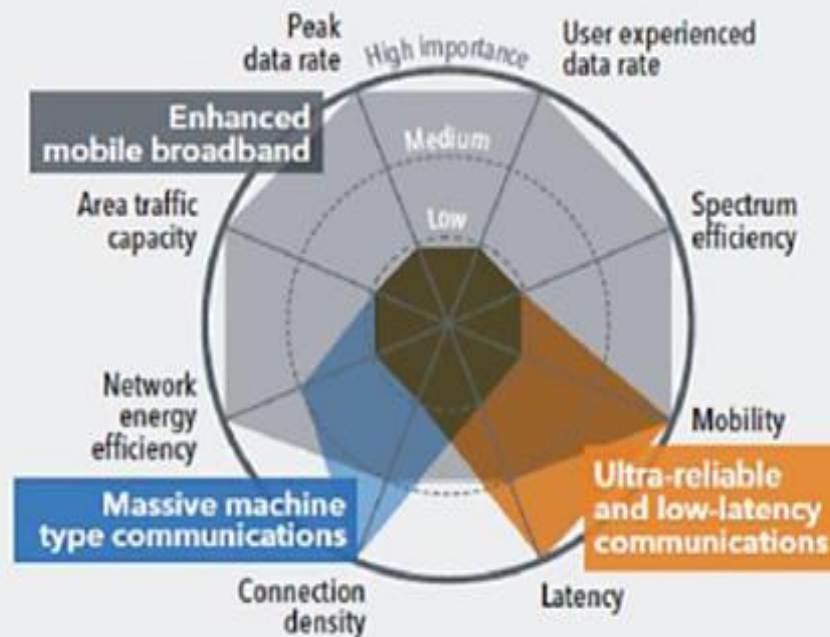 Peak
data rate
High importance
User experienced
data rate
Enhanced
mobile broadband
Medium
Area traffic
capacity
Low
Spectrum
efficiency
Network
energy
efficiency
Mobility
Massive machine
type communications
Ultra-reliable
and low-latency
communications
Connection
density
Latency